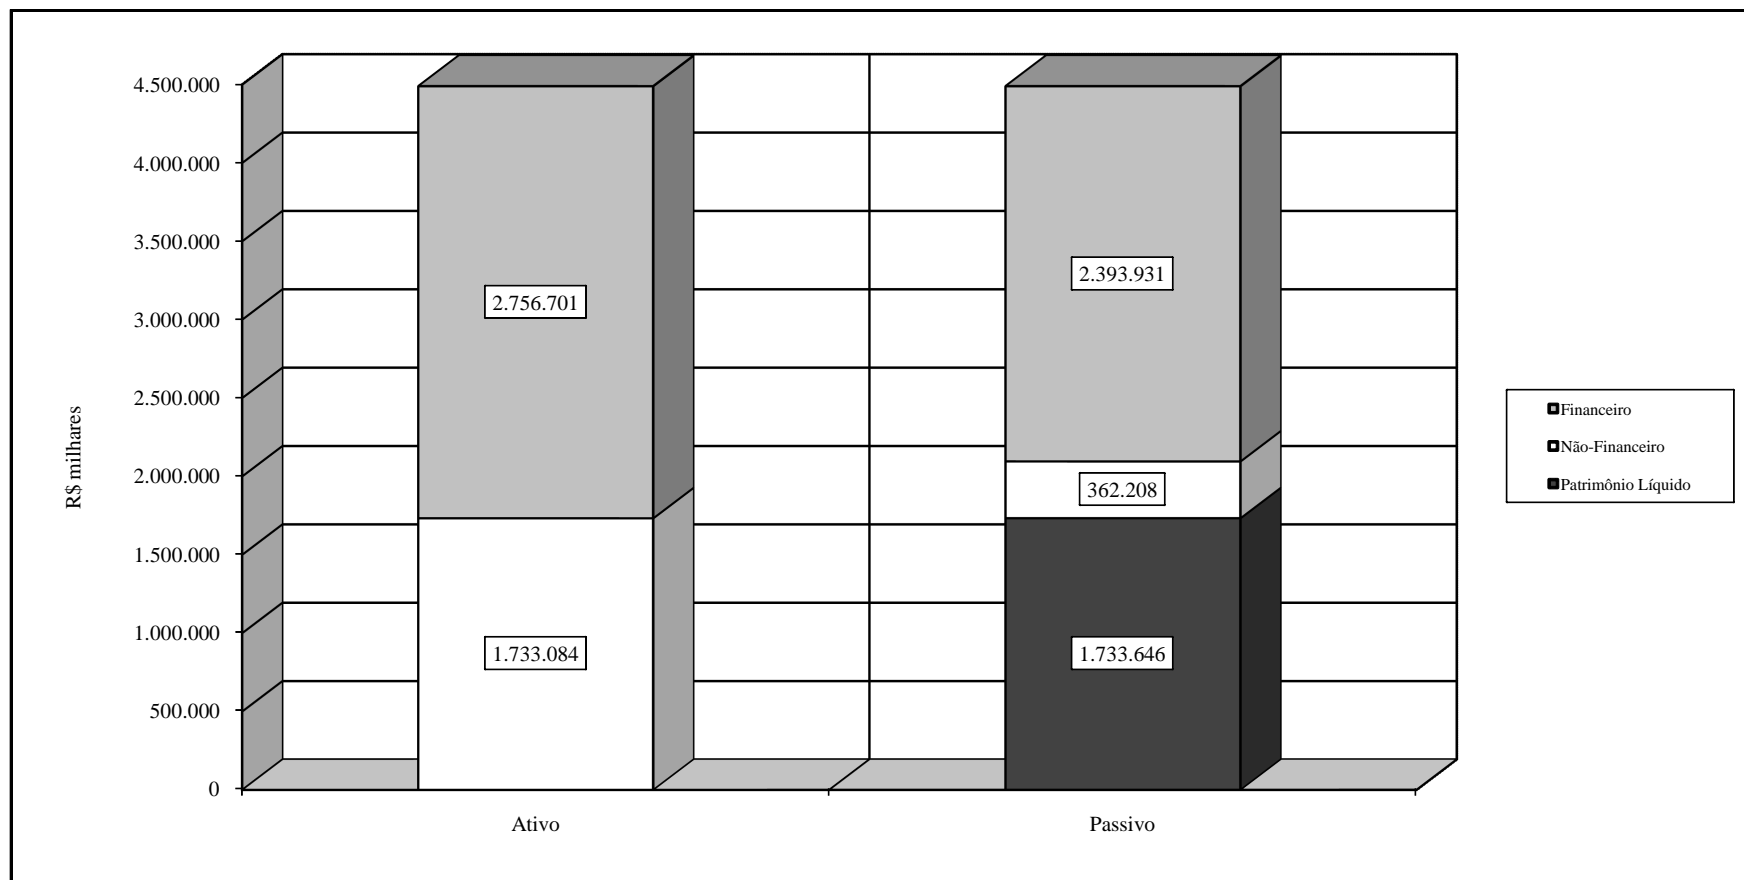 4.500.000
4.000.000
3.500.000
3.000.000
2.500.000
2.000.000
1.500.000
1.000.000
500.000
0
R$ milhares
2.756.701
1.733.084
2.393.931
362.208
1.733.646
Ativo
Passivo
Financeiro
Não-Financeiro
Patrimônio Líquido